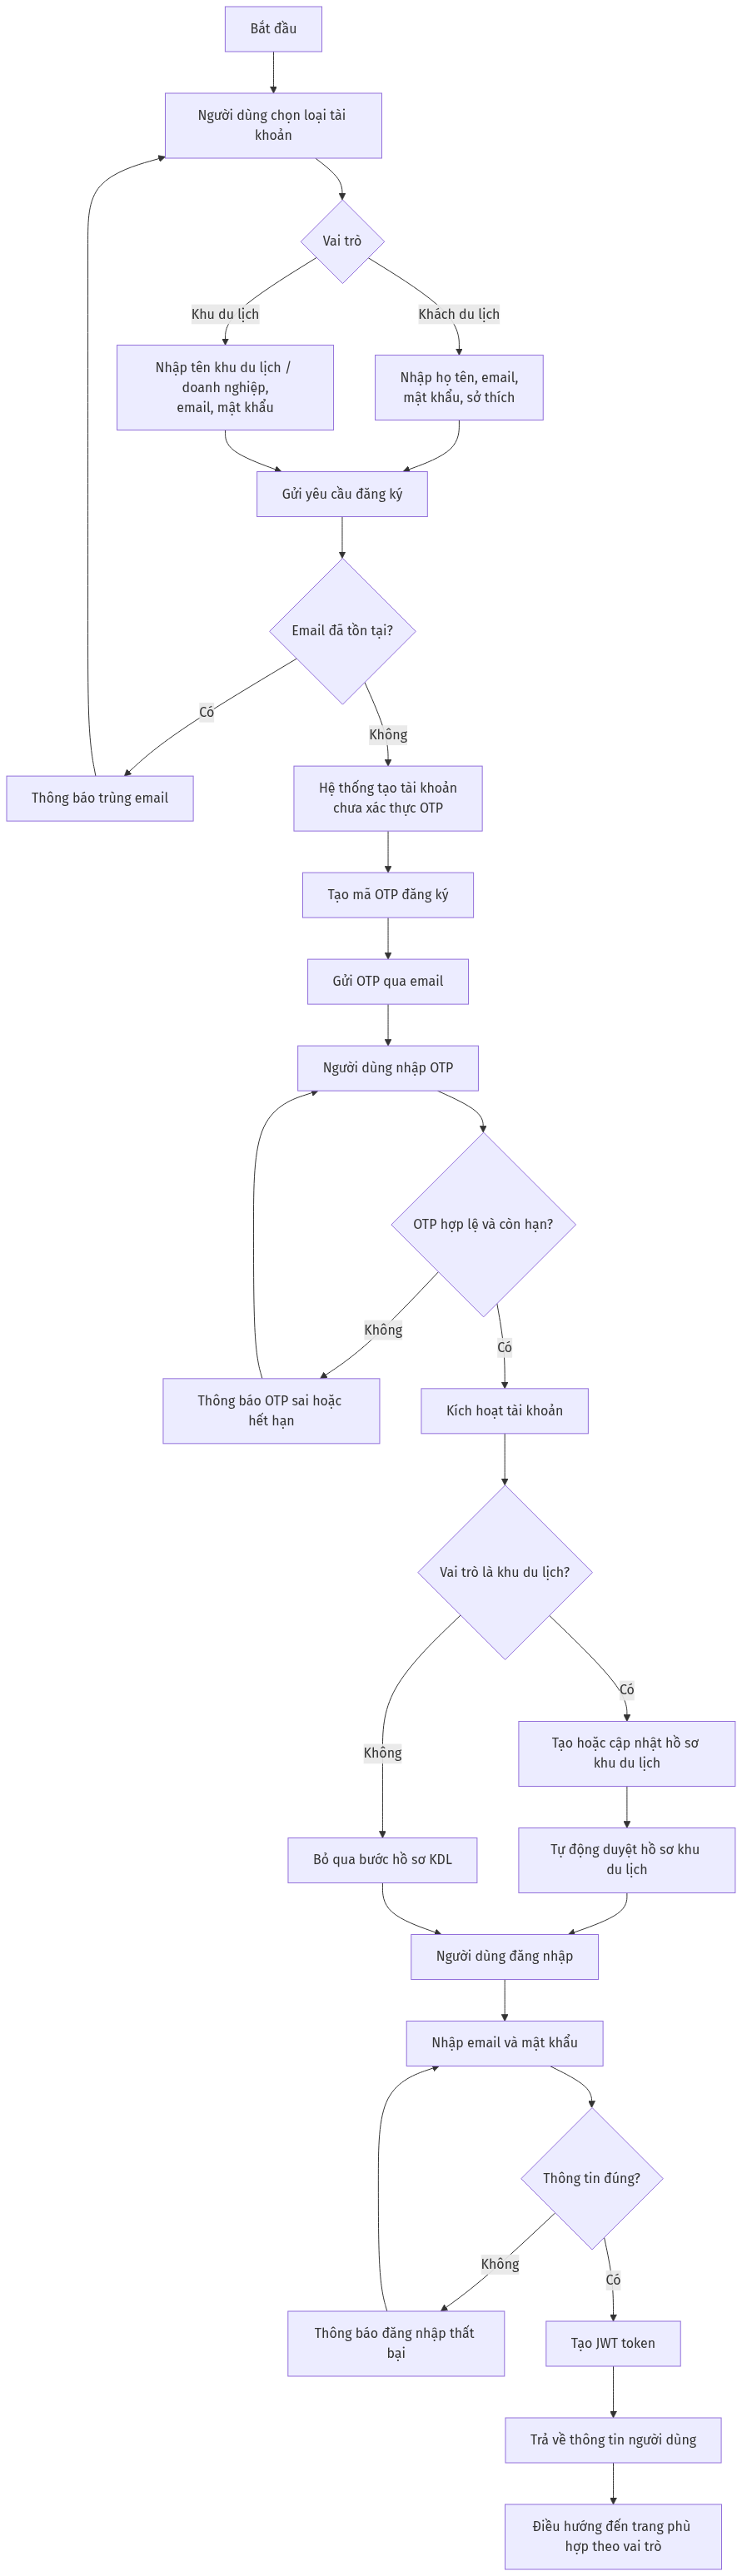 Bắt đầu
Người dùng chọn loại tài
khoản
Vai trò
Khu du lịch
Khách du lịch
Nhập tên khu du lịch /
doanh nghiệp,
email, mật khẩu
Nhập họ tên, email,
mật khẩu, sở thích
Gửi yêu cầu đăng ký
Email đã tồn tại?
Có
Không
Thông báo trùng email
Hệ thống tạo tài khoản
chưa xác thực OTP
Tạo mã OTP đăng ký
Gửi OTP qua email
Người dùng nhập OTP
OTP hợp lệ và còn hạn?
Không
Có
Thông báo OTP sai hoặc
hết hạn
Kích hoạt tài khoản
Vai trò là khu du lịch?
Có
Không
Tạo hoặc cập nhật hồ sơ
khu du lịch
Tự động duyệt hồ sơ khu
du lịch
Bỏ qua bước hồ sơ KDL
Người dùng đăng nhập
Nhập email và mật khẩu
Thông tin đúng?
Không
Có
Thông báo đăng nhập thất
bại
Tạo JWT token
Trả về thông tin người dùng
Điều hướng đến trang phù
hợp theo vai trò